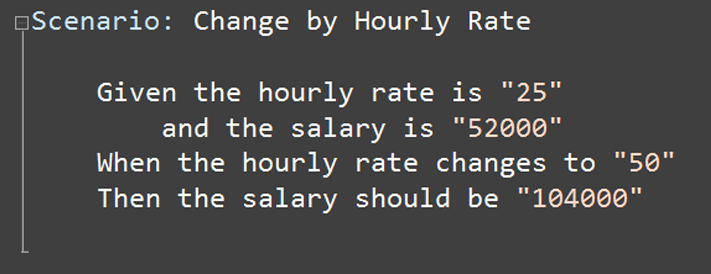 Scenario: Change by Hourly Rate
Given the hourly rate is "25"
and the salary is "52000"
When the hourly rate changes to "50"
Then the salary should be "104000"